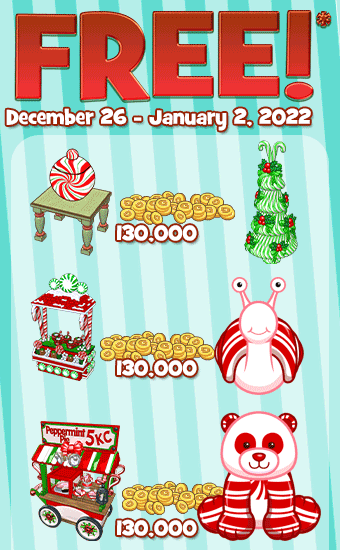 FREE!*
December 26 - January 2, 2022
130,000
130,000
Peppermint Pie 5KC
130,000